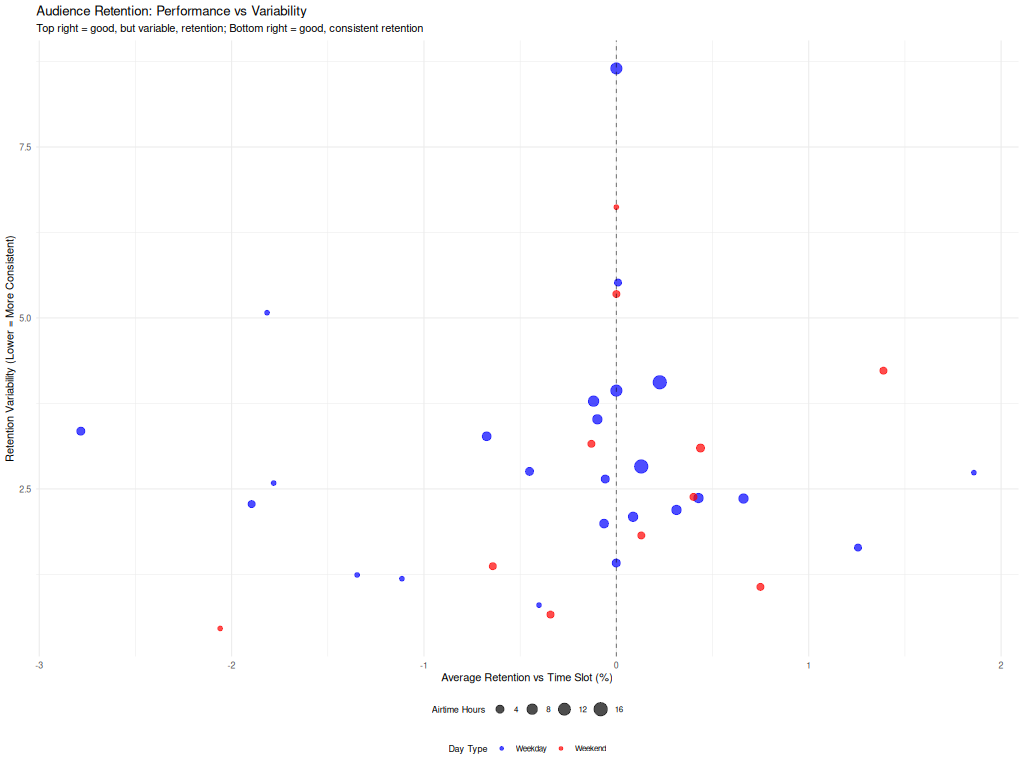 Audience Retention: Performance vs Variability
Top right = good, but variable, retention; Bottom right = good, consistent retention
Retention Variability (Lower = More Consistent)
7.5
5.0
2.5
-3
-2
-1
0
1
2
Average Retention vs Time Slot (%)
Airtime Hours 4 8 12 16
Day Type Weekday Weekend